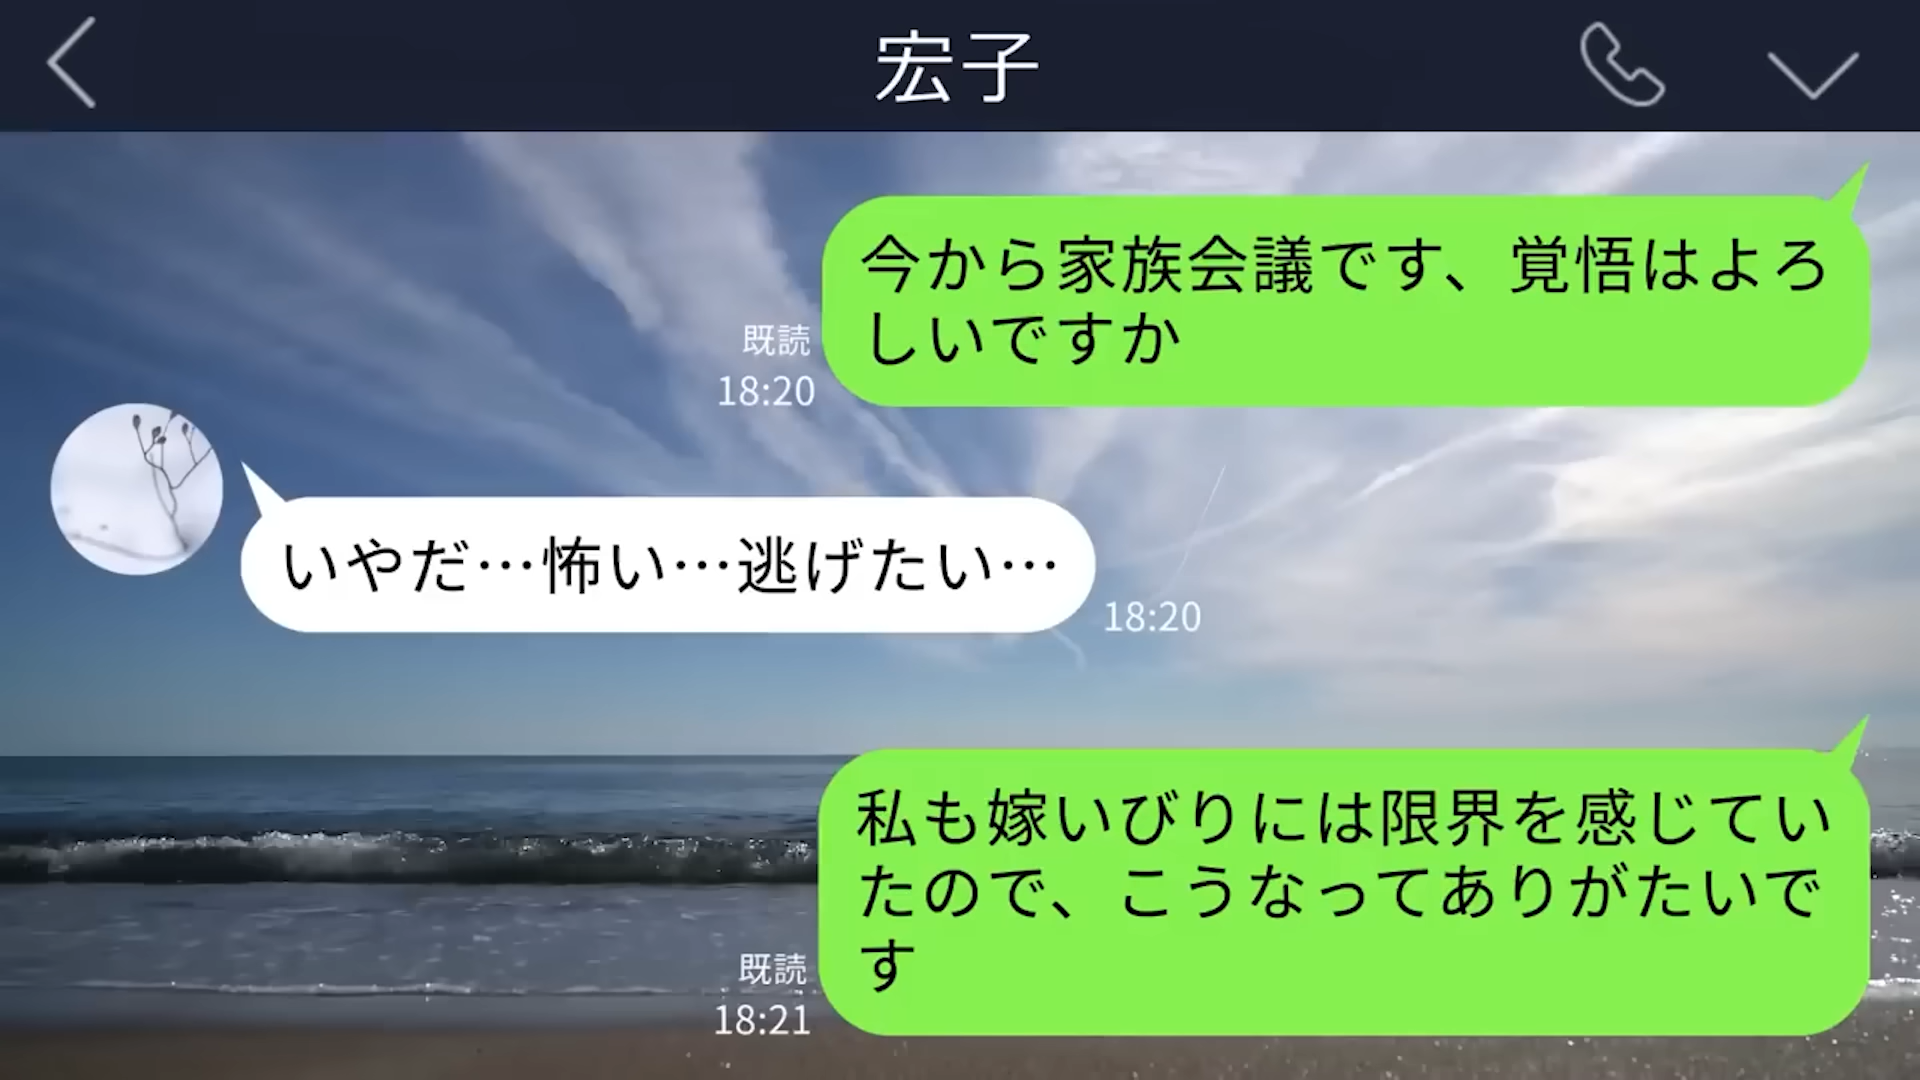 宏子
今から家族会議です、覚悟はよろ
しいですか
既読
18:20
いやだ…怖い…逃げたい…
18:20
私も嫁いびりには限界を感じてい
たので、こうなってありがたいで
す
既読
18:21